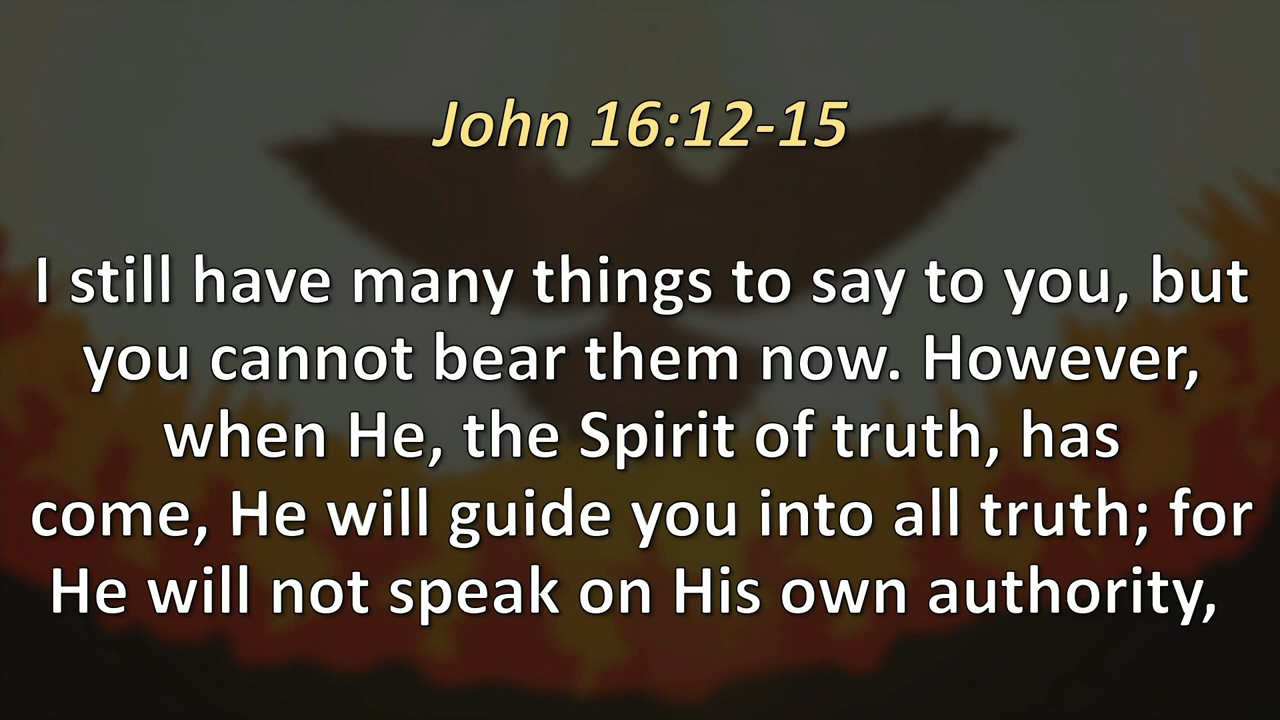 John 16:12-15
I still have many things to say to you, but
you cannot bear them now. However,
when He, the Spirit of truth, has
come, He will guide you into all truth; for
He will not speak on His own authority,